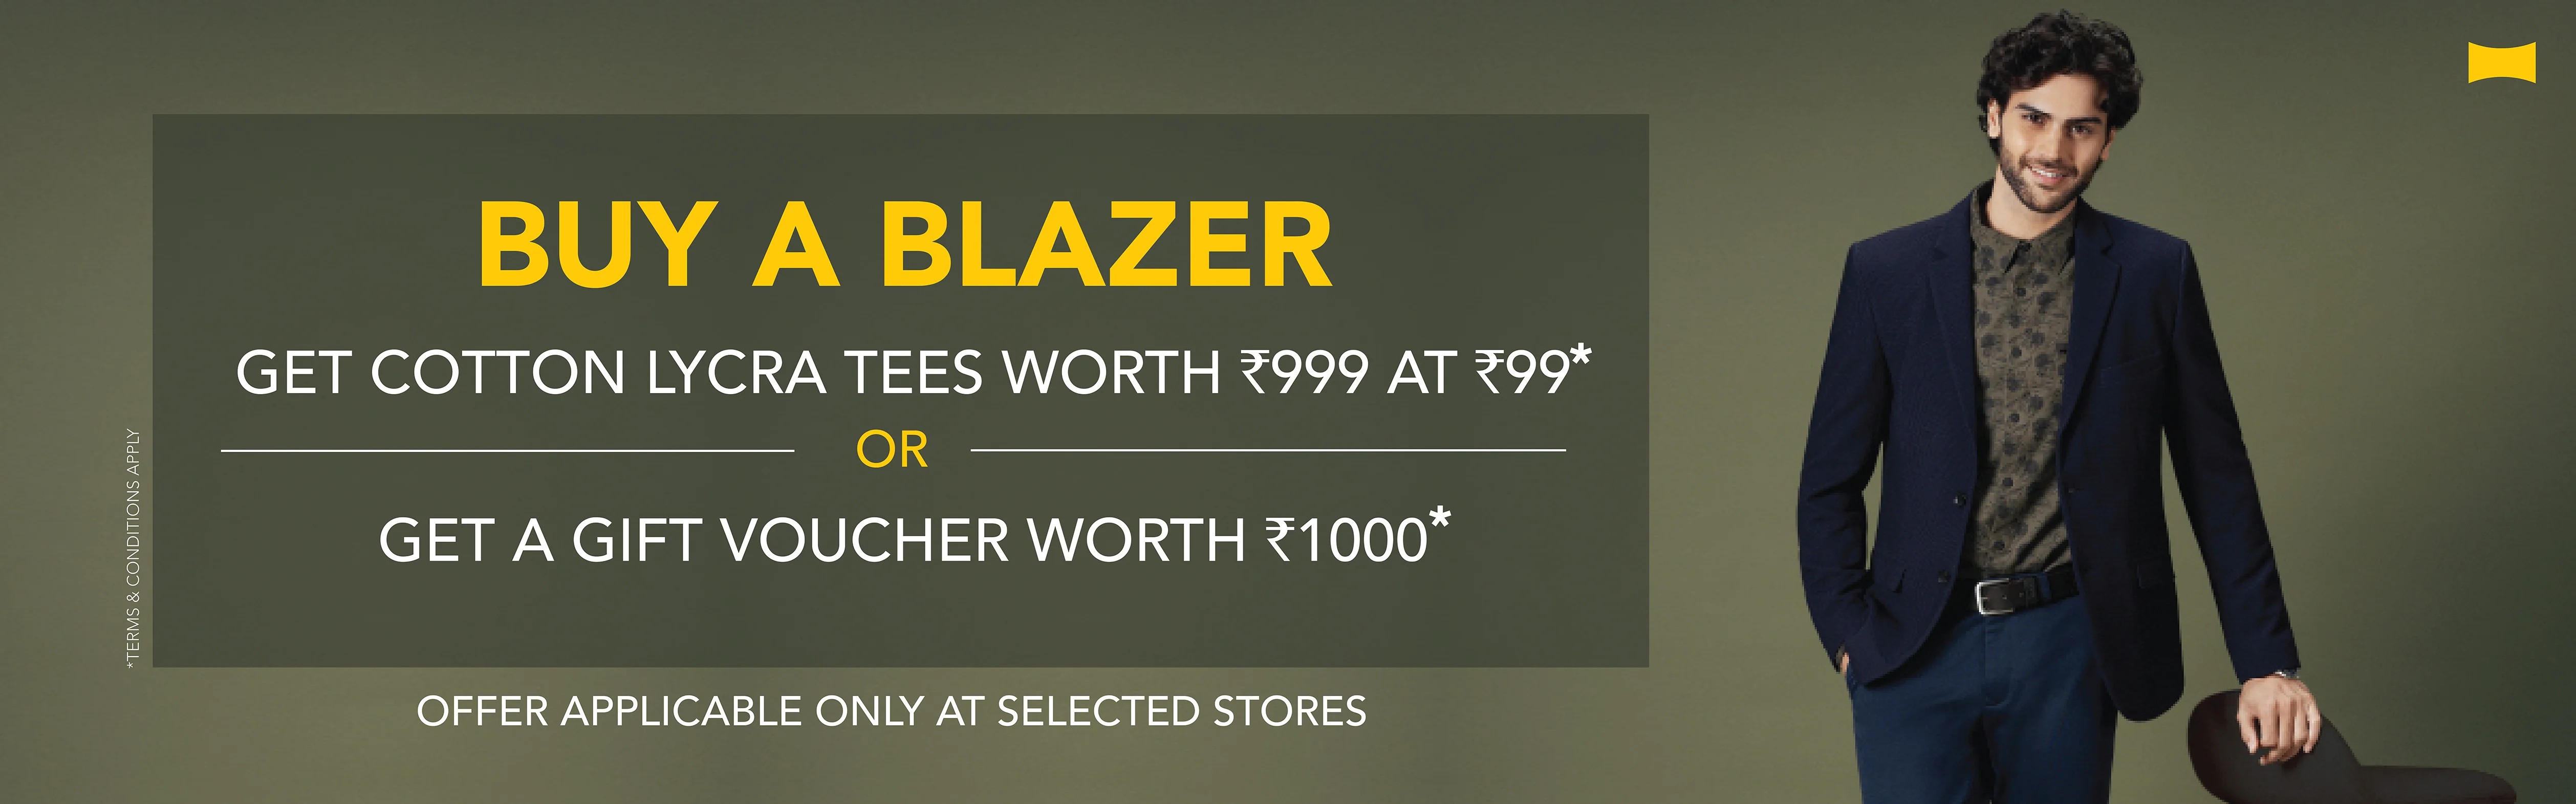 BUY A BLAZER
GET COTTON LYCRA TEES WORTH ₹999 AT ₹99*
OR
GET A GIFT VOUCHER WORTH ₹1000*
*TERMS & CONDITIONS APPLY
OFFER APPLICABLE ONLY AT SELECTED STORES